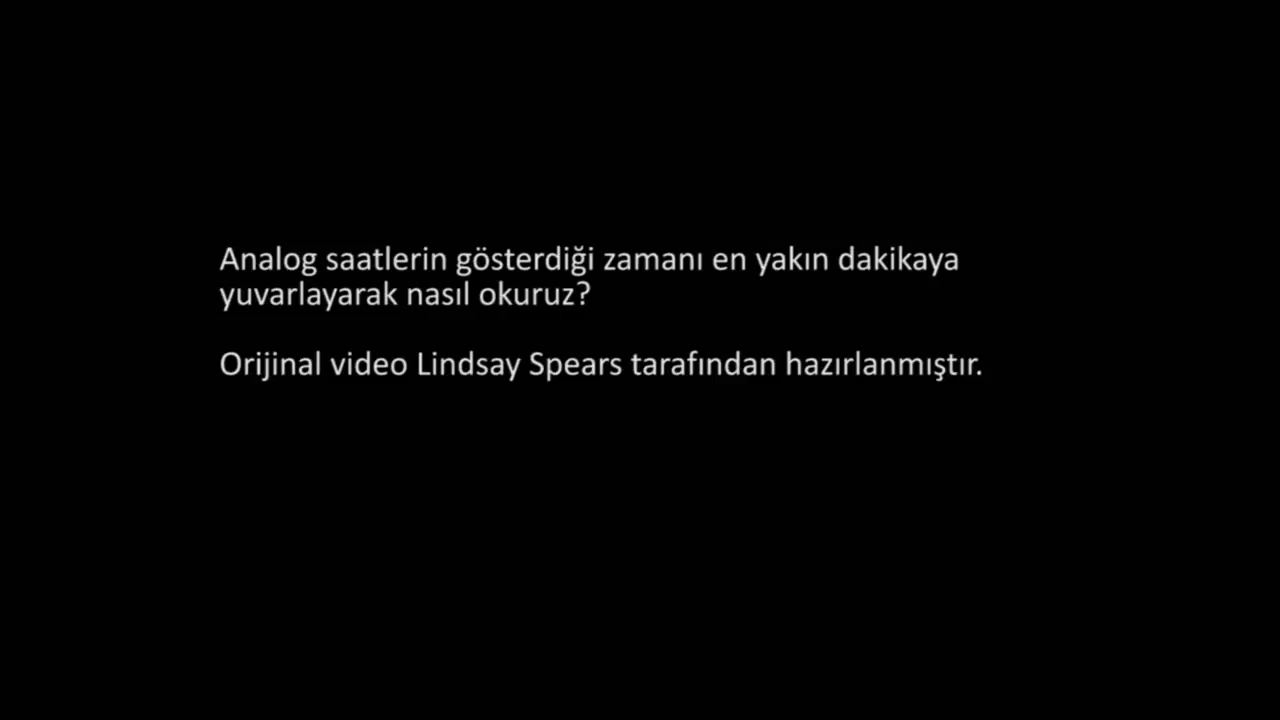 Analog saatlerin gösterdiği zamanı en yakın dakikaya
yuvarlayarak nasıl okuruz?
Orijinal video Lindsay Spears tarafından hazırlanmıştır.